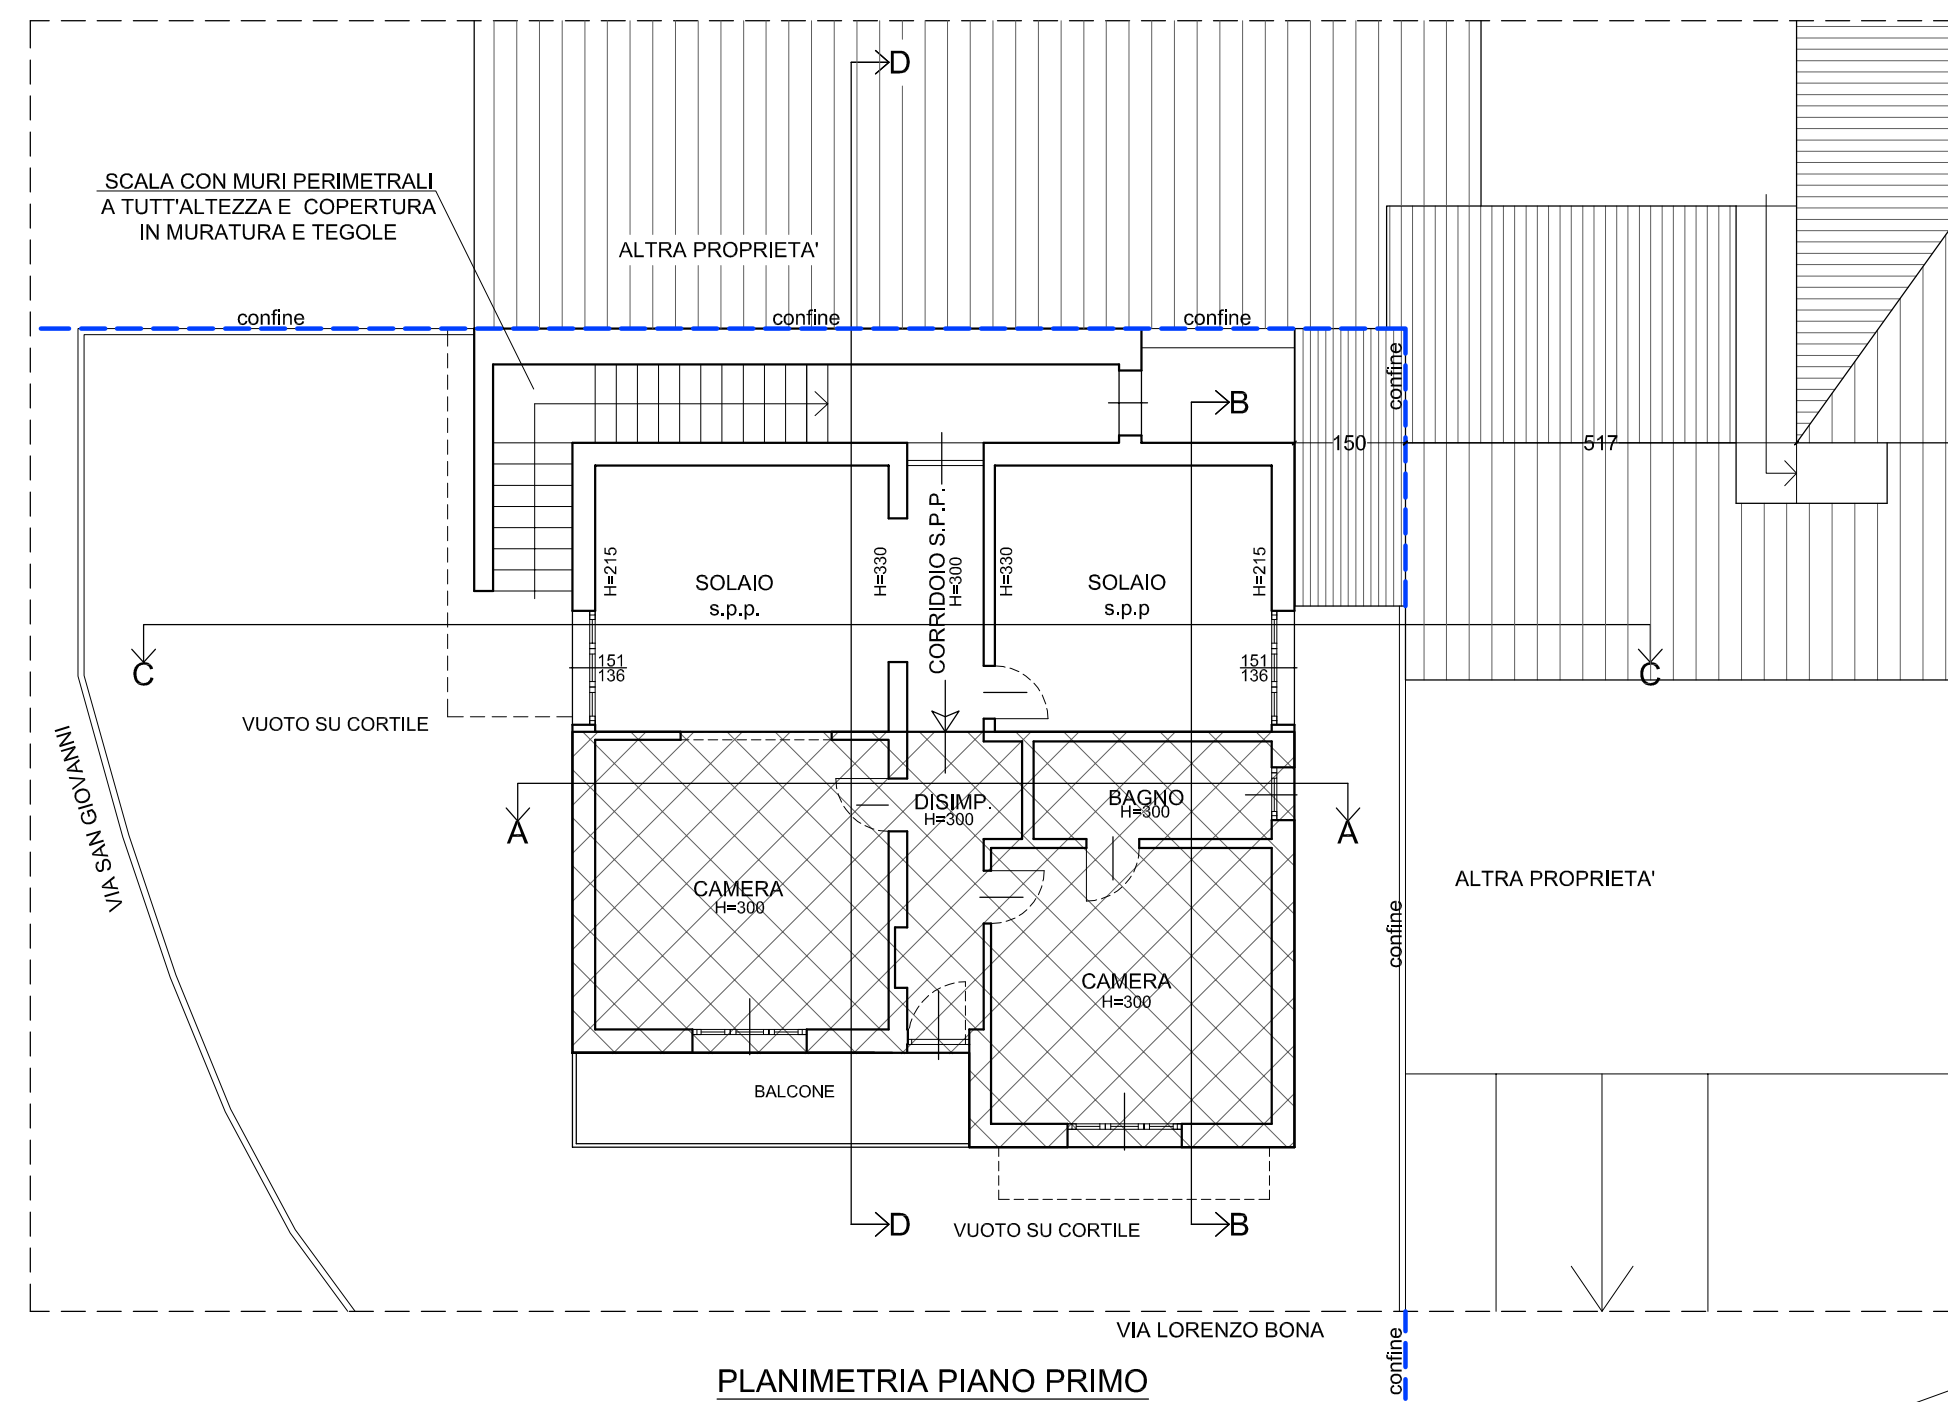 D
SCALA CON MURI PERIMETRALI
A TUTT'ALTEZZA E COPERTURA
IN MURATURA E TEGOLE
ALTRA PROPRIETA'
confine
confine
confine
confine
B
150
517
H=215
SOLAIO
s.p.p.
H=330
CORRIDOIO S.P.P.
H=300
H=330
SOLAIO
s.p.p
H=215
C
151
136
151
136
C
VUOTO SU CORTILE
VIA SAN GIOVANNI
DISIMP.
H=300
BAGNO
H=300
A
A
CAMERA
H=300
ALTRA PROPRIETA'
confine
CAMERA
H=300
BALCONE
D
VUOTO SU CORTILE
B
VIA LORENZO BONA
confine
PLANIMETRIA PIANO PRIMO